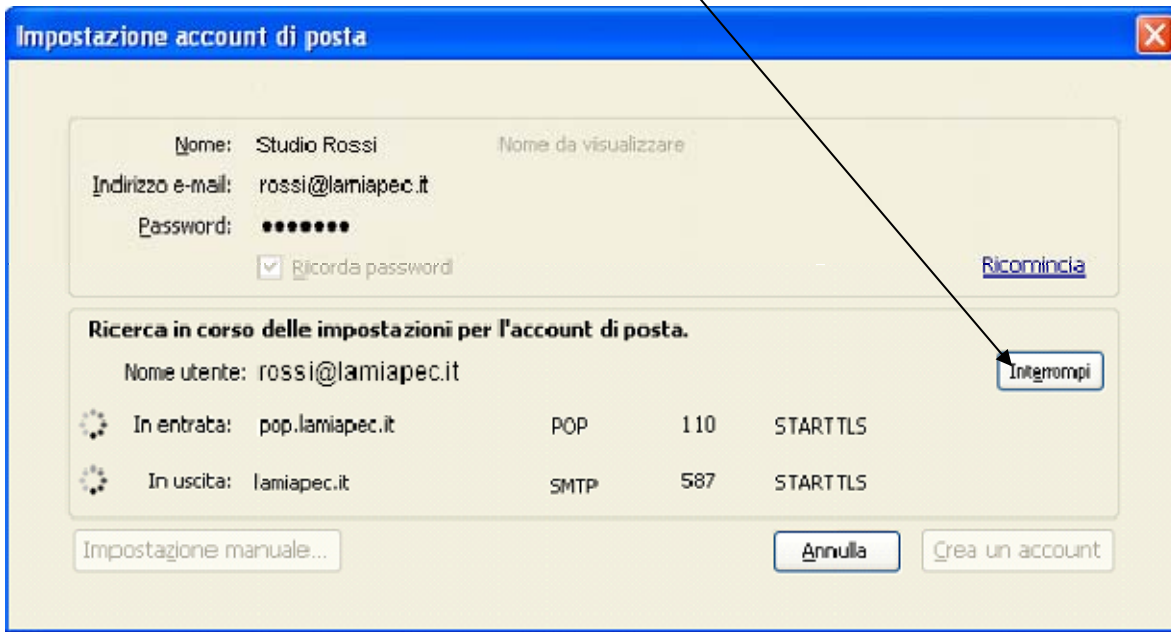 Impostazione account di posta
Nome: Studio Rossi Nome da visualizzare
Indirizzo e-mail: rossi@lamiapec.it
Password: •••••••
Ricorda password Ricomincia
Ricerca in corso delle impostazioni per l'account di posta.
Nome utente: rossi@lamiapec.it Interrompi
In entrata: pop.lamiapec.it POP 110 STARTTLS
In uscita: lamiapec.it SMTP 587 STARTTLS
Impostazione manuale... Annulla Crea un account